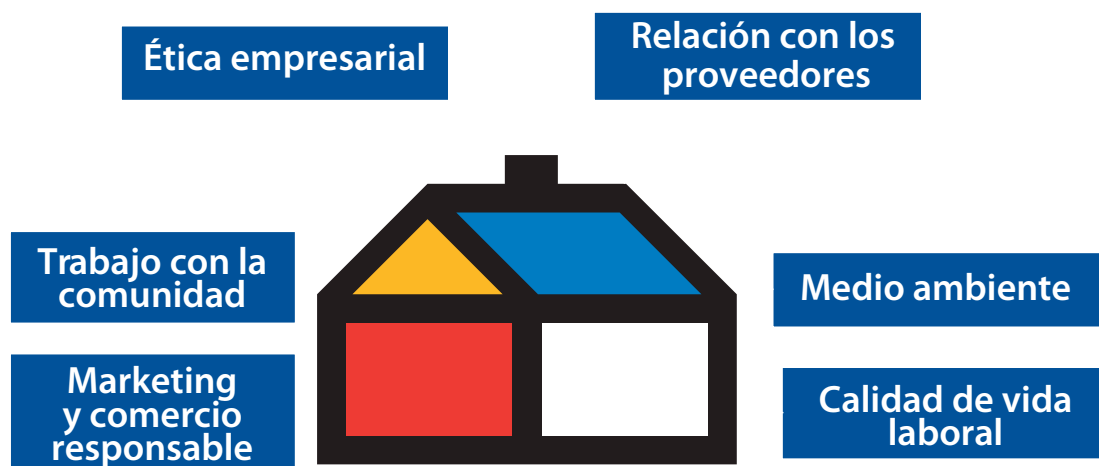 Ética empresarial
Relación con los
proveedores
Trabajo con la
comunidad
Medio ambiente
Marketing
y comercio
responsable
Calidad de vida
laboral